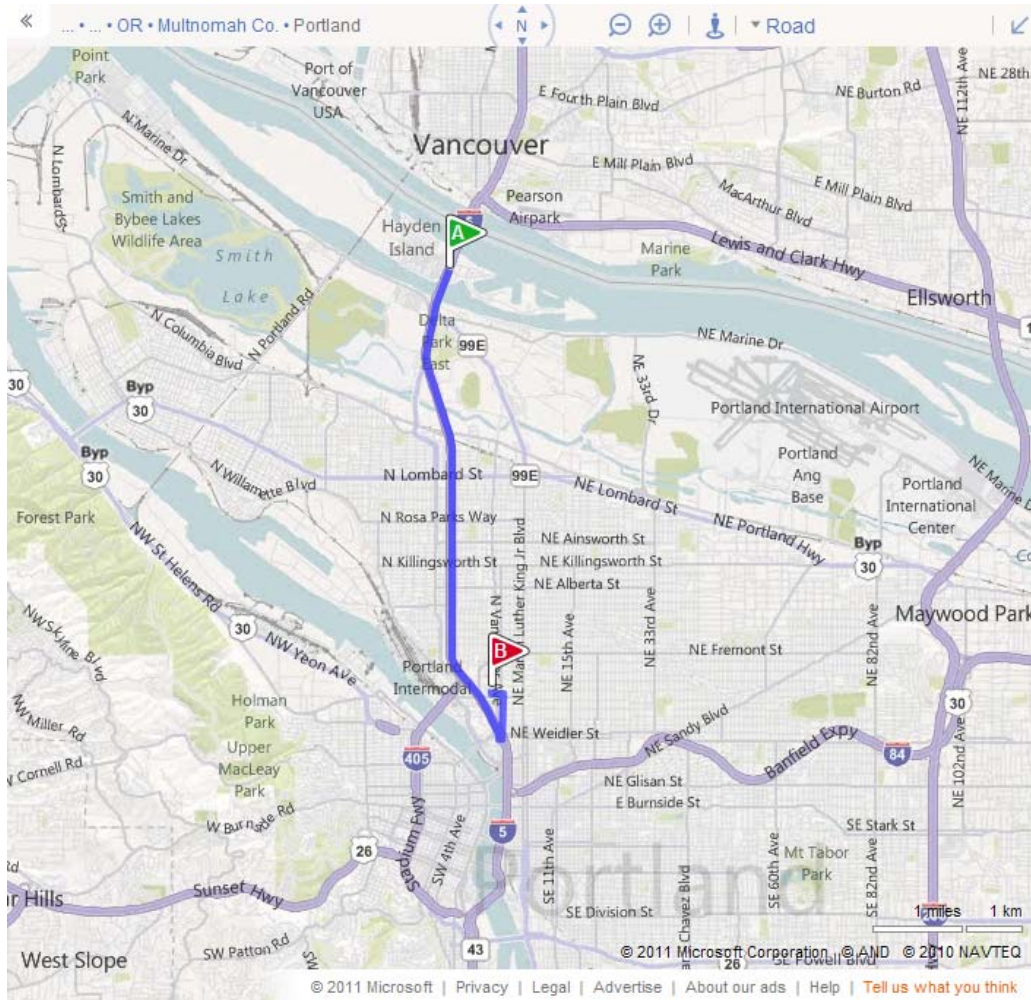 «
... • ... • OR • Multnomah Co. • Portland
N
Road
Point
Park
Port of
Vancouver
USA
E Fourth Plain Blvd
NE Burton Rd
NE 112th Ave
NE 28th
N Marine Dr
N Lombard St
Vancouver
E Mill Plain Blvd
MacArthur Blvd
E Mill Plain Blvd
Smith and
Bybee Lakes
Wildlife Area
Pearson
Airpark
Hayden
Island
A
5
Smith
Lake
Marine
Park
Lewis and Clark Hwy
Ellsworth
1
N Portland Rd
N Columbia Blvd
Delta
Park
East
99E
NE Marine Dr
NE 33rd Dr
30
Byp
30
Portland International Airport
Byp
30
N Willamette Blvd
N Lombard St
99E
NE Lombard St
Portland
Ang
Base
NE Marine D
Portland
International
Center
Forest Park
N Rosa Parks Way
NE Portland Hwy
NE Ainsworth St
N Killingsworth St
NE Killingsworth St
NE Alberta St
Byp
30
Co
NW St Helens Rd
NE Martin Luther King Jr Blvd
NE 15th Ave
NE 33rd Ave
NE 82nd Ave
Maywood Park
30
NW Skyline Blvd
NW Yeon Ave
B
NE Fremont St
Portland
Intermodal
Holman
Park
NW Miller Rd
30
Upper
MacLeay
Park
405
NE Weidler St
NE Sandy Blvd
Banfield Expy
84
NE 102nd Ave
W Cornell Rd
NE Glisan St
E Burnside St
W Burnside Rd
Stadium Fwy
SW 4th Ave
5
SE Stark St
26
SE 11th Ave
SE 60th Ave
SE 82nd Ave
Mt Tabor
Park
Rd
Portland
ar Hills
Sunset Hwy
SE Division St
Chavez Blvd
1 miles
1 km
43
SW Patton Rd
West Slope
SW
26
SE Powell Blvd
© 2011 Microsoft Corporation © AND © 2010 NAVTEQ
© 2011 Microsoft | Privacy | Legal | Advertise | About our ads | Help | Tell us what you think